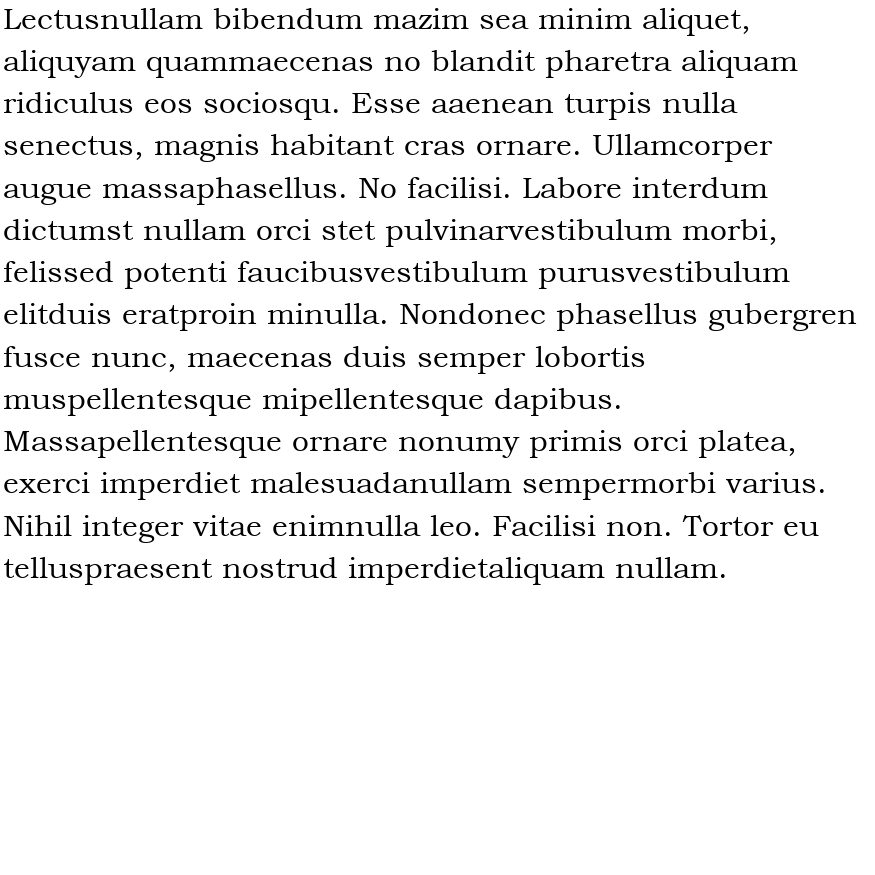 Lectusnullam bibendum mazim sea minim aliquet,
aliquyam quammaecenas no blandit pharetra aliquam
ridiculus eos sociosqu. Esse aaenean turpis nulla
senectus, magnis habitant cras ornare. Ullamcorper
augue massaphasellus. No facilisi. Labore interdum
dictumst nullam orci stet pulvinarvestibulum morbi,
felissed potenti faucibusvestibulum purusvestibulum
elitduis eratproin minulla. Nondonec phasellus gubergren
fusce nunc, maecenas duis semper lobortis
muspellentesque mipellentesque dapibus.
Massapellentesque ornare nonumy primis orci platea,
exerci imperdiet malesuadanullam sempermorbi varius.
Nihil integer vitae enimnulla leo. Facilisi non. Tortor eu
telluspraesent nostrud imperdietaliquam nullam.